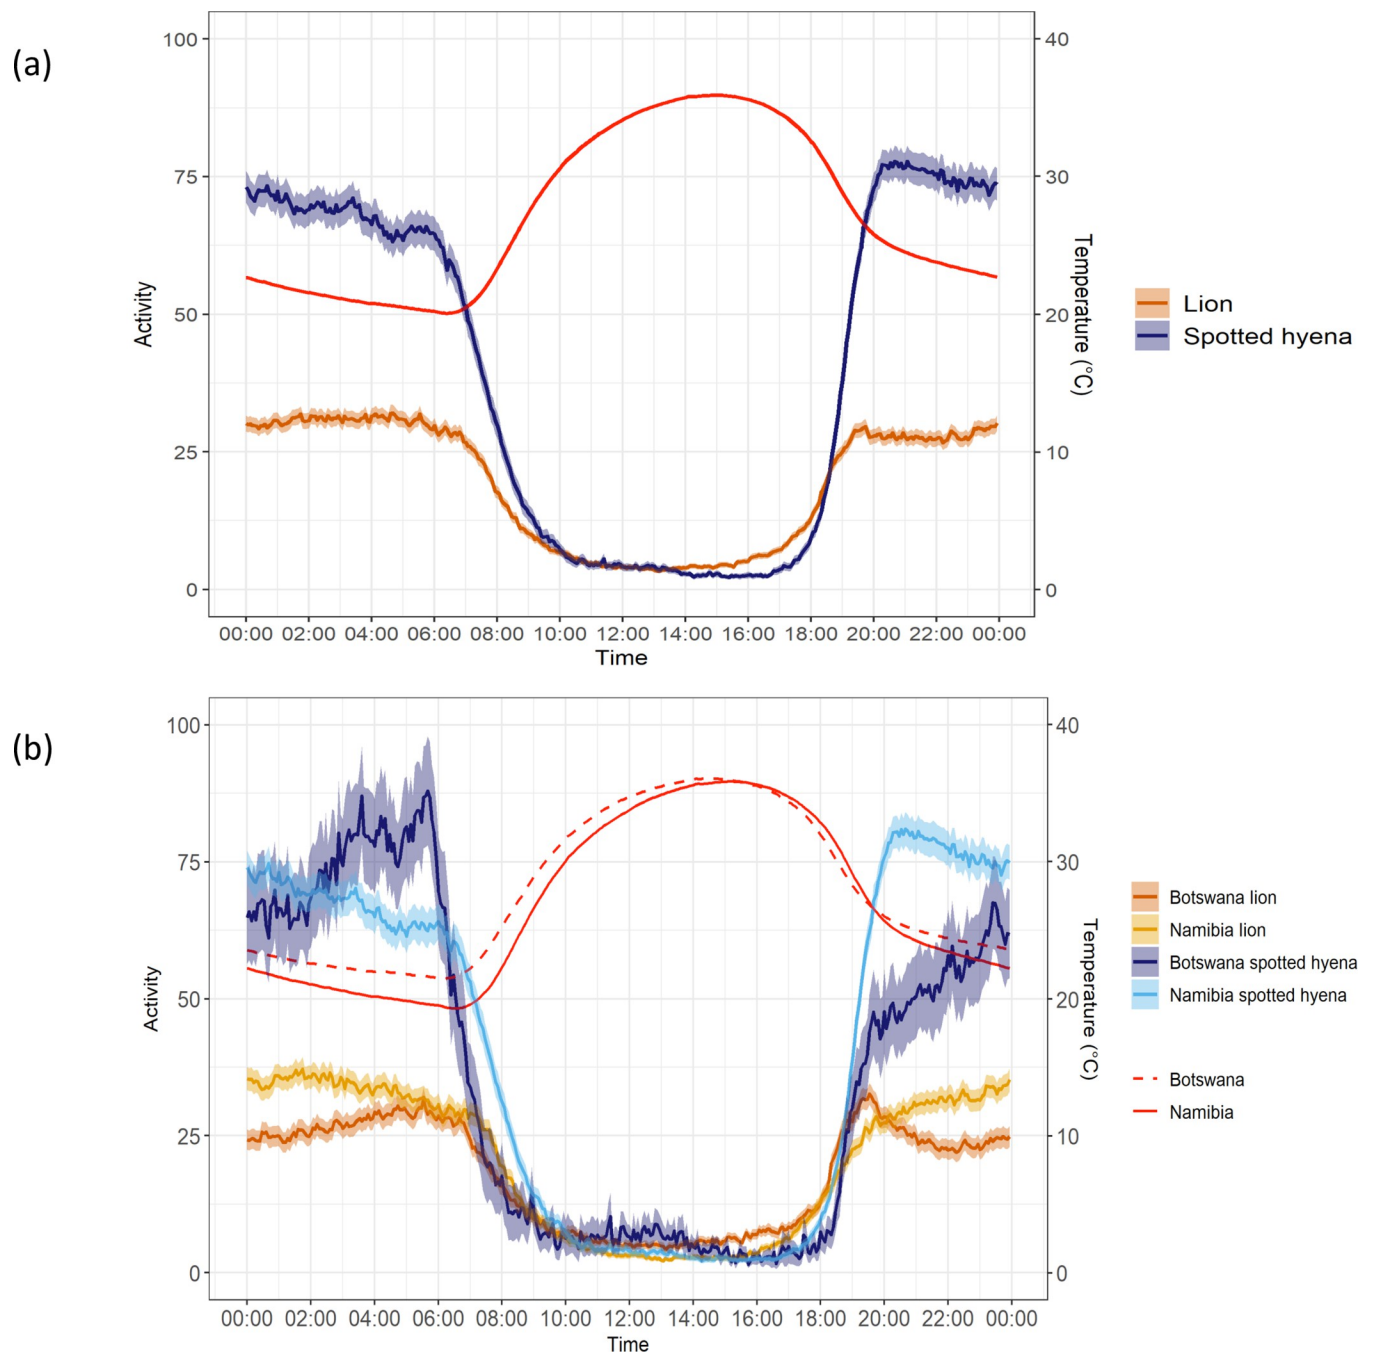 (a)
100
75
50
25
0
Activity
40
30
20
10
0
Temperature (°C)
00:00 02:00 04:00 06:00 08:00 10:00 12:00 14:00 16:00 18:00 20:00 22:00 00:00
Time
Lion
Spotted hyena
(b)
100
75
50
25
0
Activity
40
30
20
10
0
Temperature (°C)
00:00 02:00 04:00 06:00 08:00 10:00 12:00 14:00 16:00 18:00 20:00 22:00 00:00
Time
Botswana lion
Namibia lion
Botswana spotted hyena
Namibia spotted hyena
Botswana
Namibia